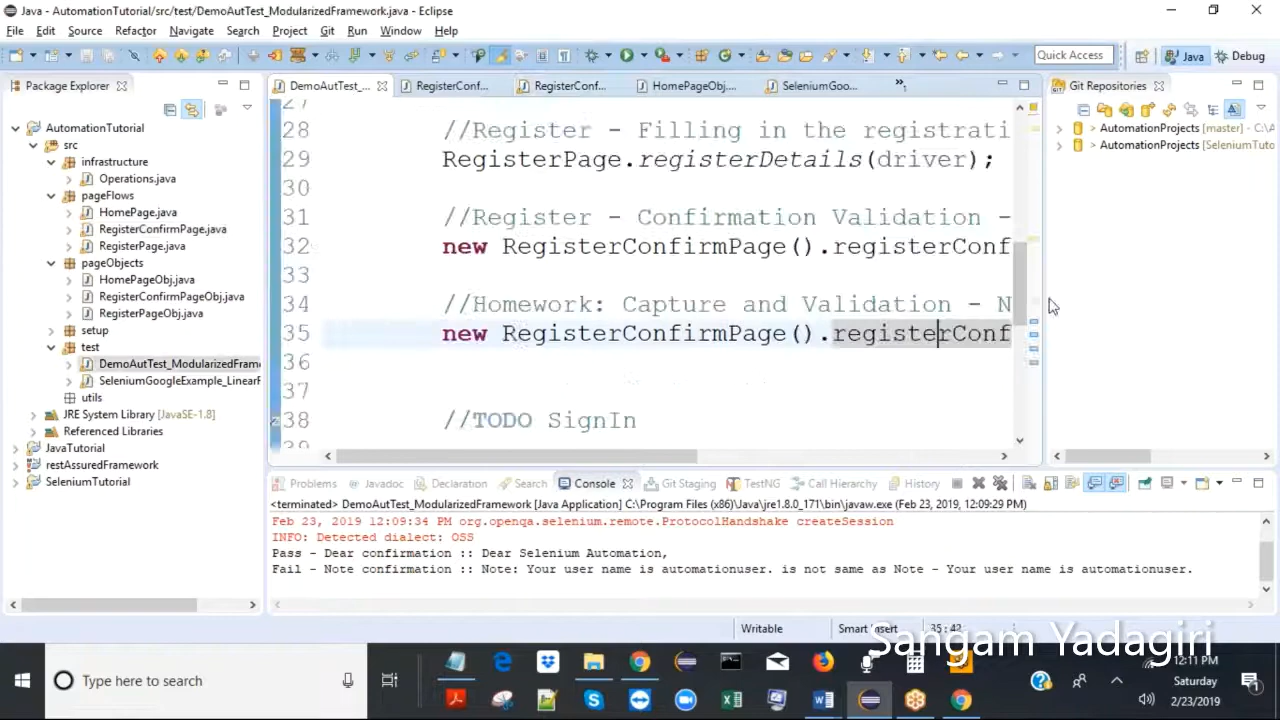 Java - AutomationTutorial/src/test/DemoAutTest_ModularizedFramework.java - Eclipse
File Edit Source Refactor Navigate Search Project Git Run Window Help
Quick Access Java Debug
Package Explorer
DemoAutTest_... RegisterConf... RegisterConf... HomePageObj.... SeleniumGoo...
Git Repositories
AutomationTutorial
src
infrastructure
Operations.java
pageFlows
HomePage.java
RegisterConfirmPage.java
RegisterPage.java
pageObjects
HomePageObj.java
RegisterConfirmPageObj.java
RegisterPageObj.java
setup
test
DemoAutTest_ModularizedFram
SeleniumGoogleExample_LinearF
utils
JRE System Library [JavaSE-1.8]
Referenced Libraries
JavaTutorial
restAssuredFramework
SeleniumTutorial
27
28 //Register - Filling in the registrati
29 RegisterPage.registerDetails(driver);
30
31 //Register - Confirmation Validation -
32 new RegisterConfirmPage().registerConf
33
34 //Homework: Capture and Validation - N
35 new RegisterConfirmPage().registerConf
36
37
38 //TODO SignIn
39
> AutomationProjects [master] - C:\A
> AutomationProjects [SeleniumTuto
Problems Javadoc Declaration Search Console Git Staging TestNG Call Hierarchy History
<terminated> DemoAutTest_ModularizedFramework [Java Application] C:\Program Files (x86)\Java\jre1.8.0_171\bin\javaw.exe (Feb 23, 2019, 12:09:29 PM)
Feb 23, 2019 12:09:34 PM org.openqa.selenium.remote.ProtocolHandshake createSession
INFO: Detected dialect: OSS
Pass - Dear confirmation :: Dear Selenium Automation,
Fail - Note confirmation :: Note: Your user name is automationuser. is not same as Note - Your user name is automationuser.
Writable Smart Insert 35 : 42
Sangam Yadagiri
Type here to search
12:11 PM
Saturday
2/23/2019